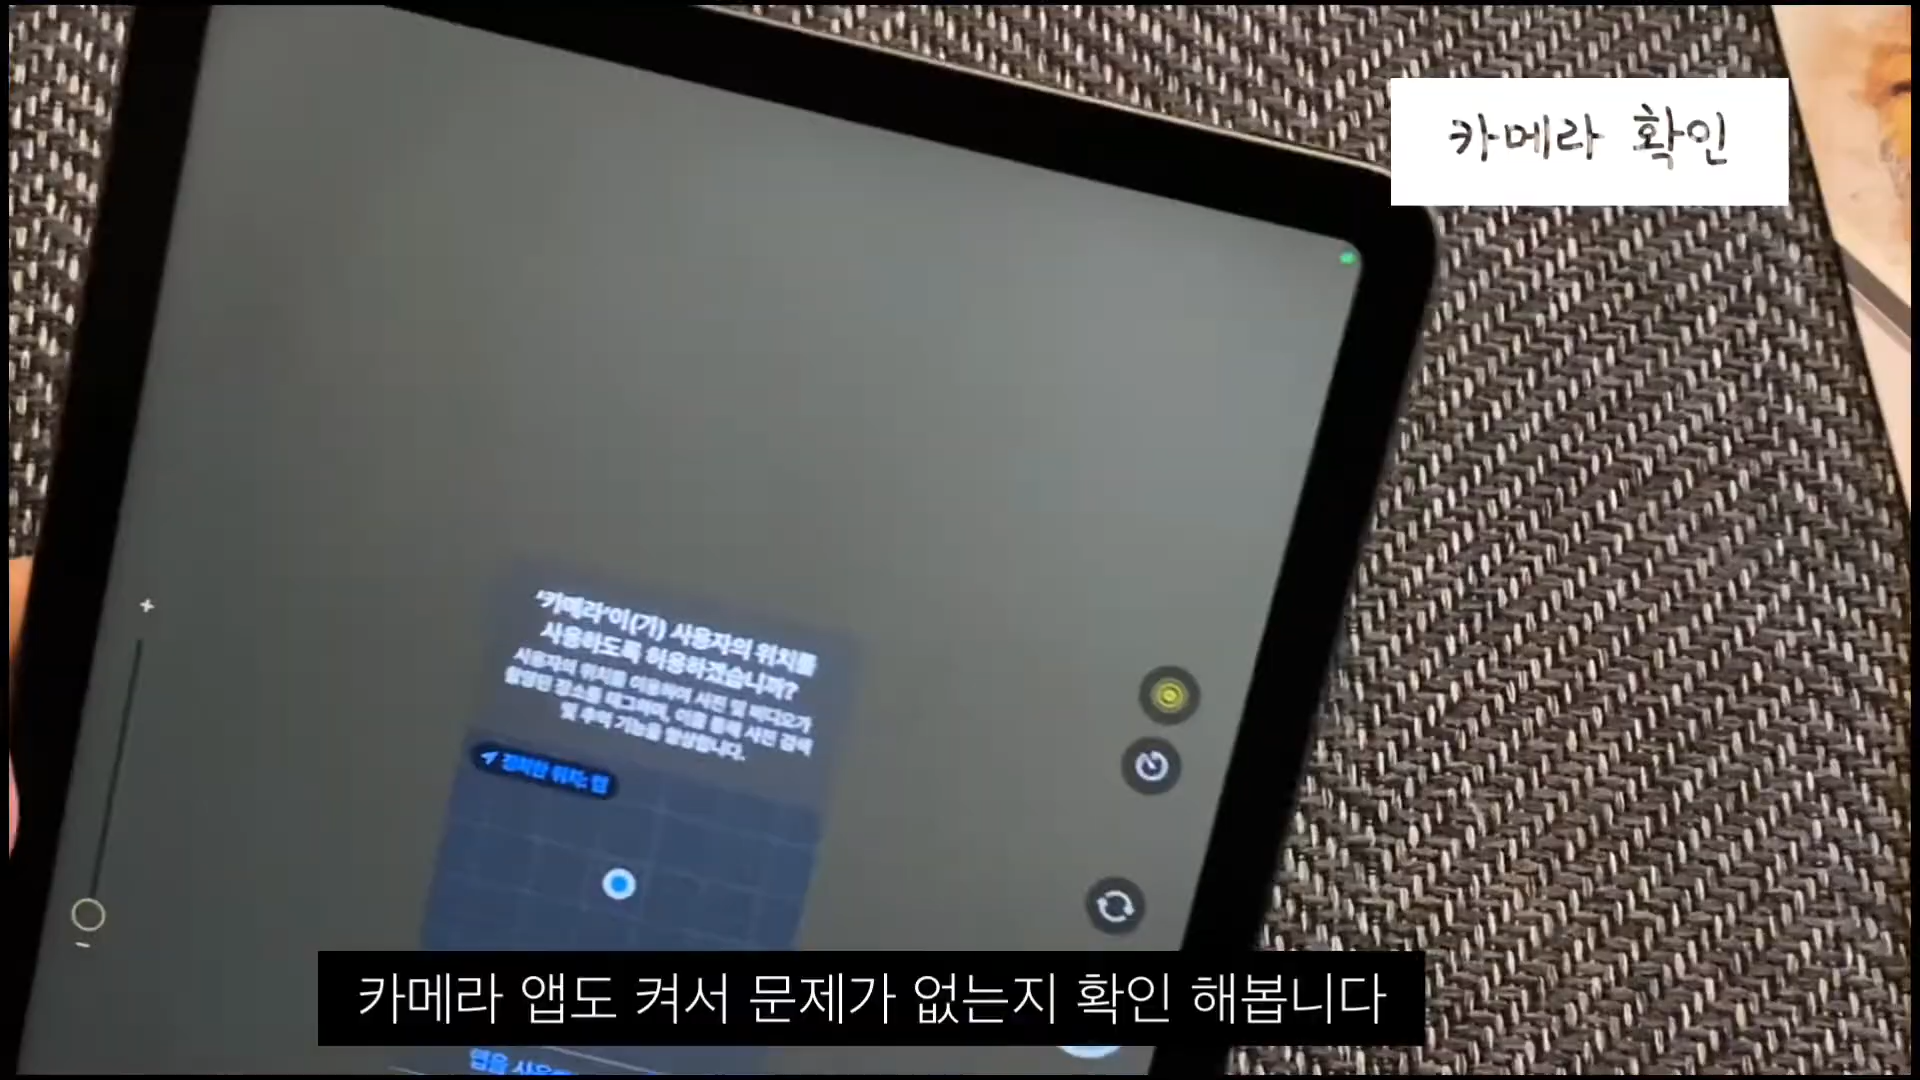 카메라 확인
'카메라'이(가) 사용자의 위치를
사용하도록 허용하겠습니까?
사용자의 위치를 이용하여 사진 및 비디오가
촬영된 장소를 태그하며, 이를 통해 사진 검색
및 추억 기능을 향상합니다.
정확한 위치: 켬
카메라 앱도 켜서 문제가 없는지 확인 해봅니다
앱을